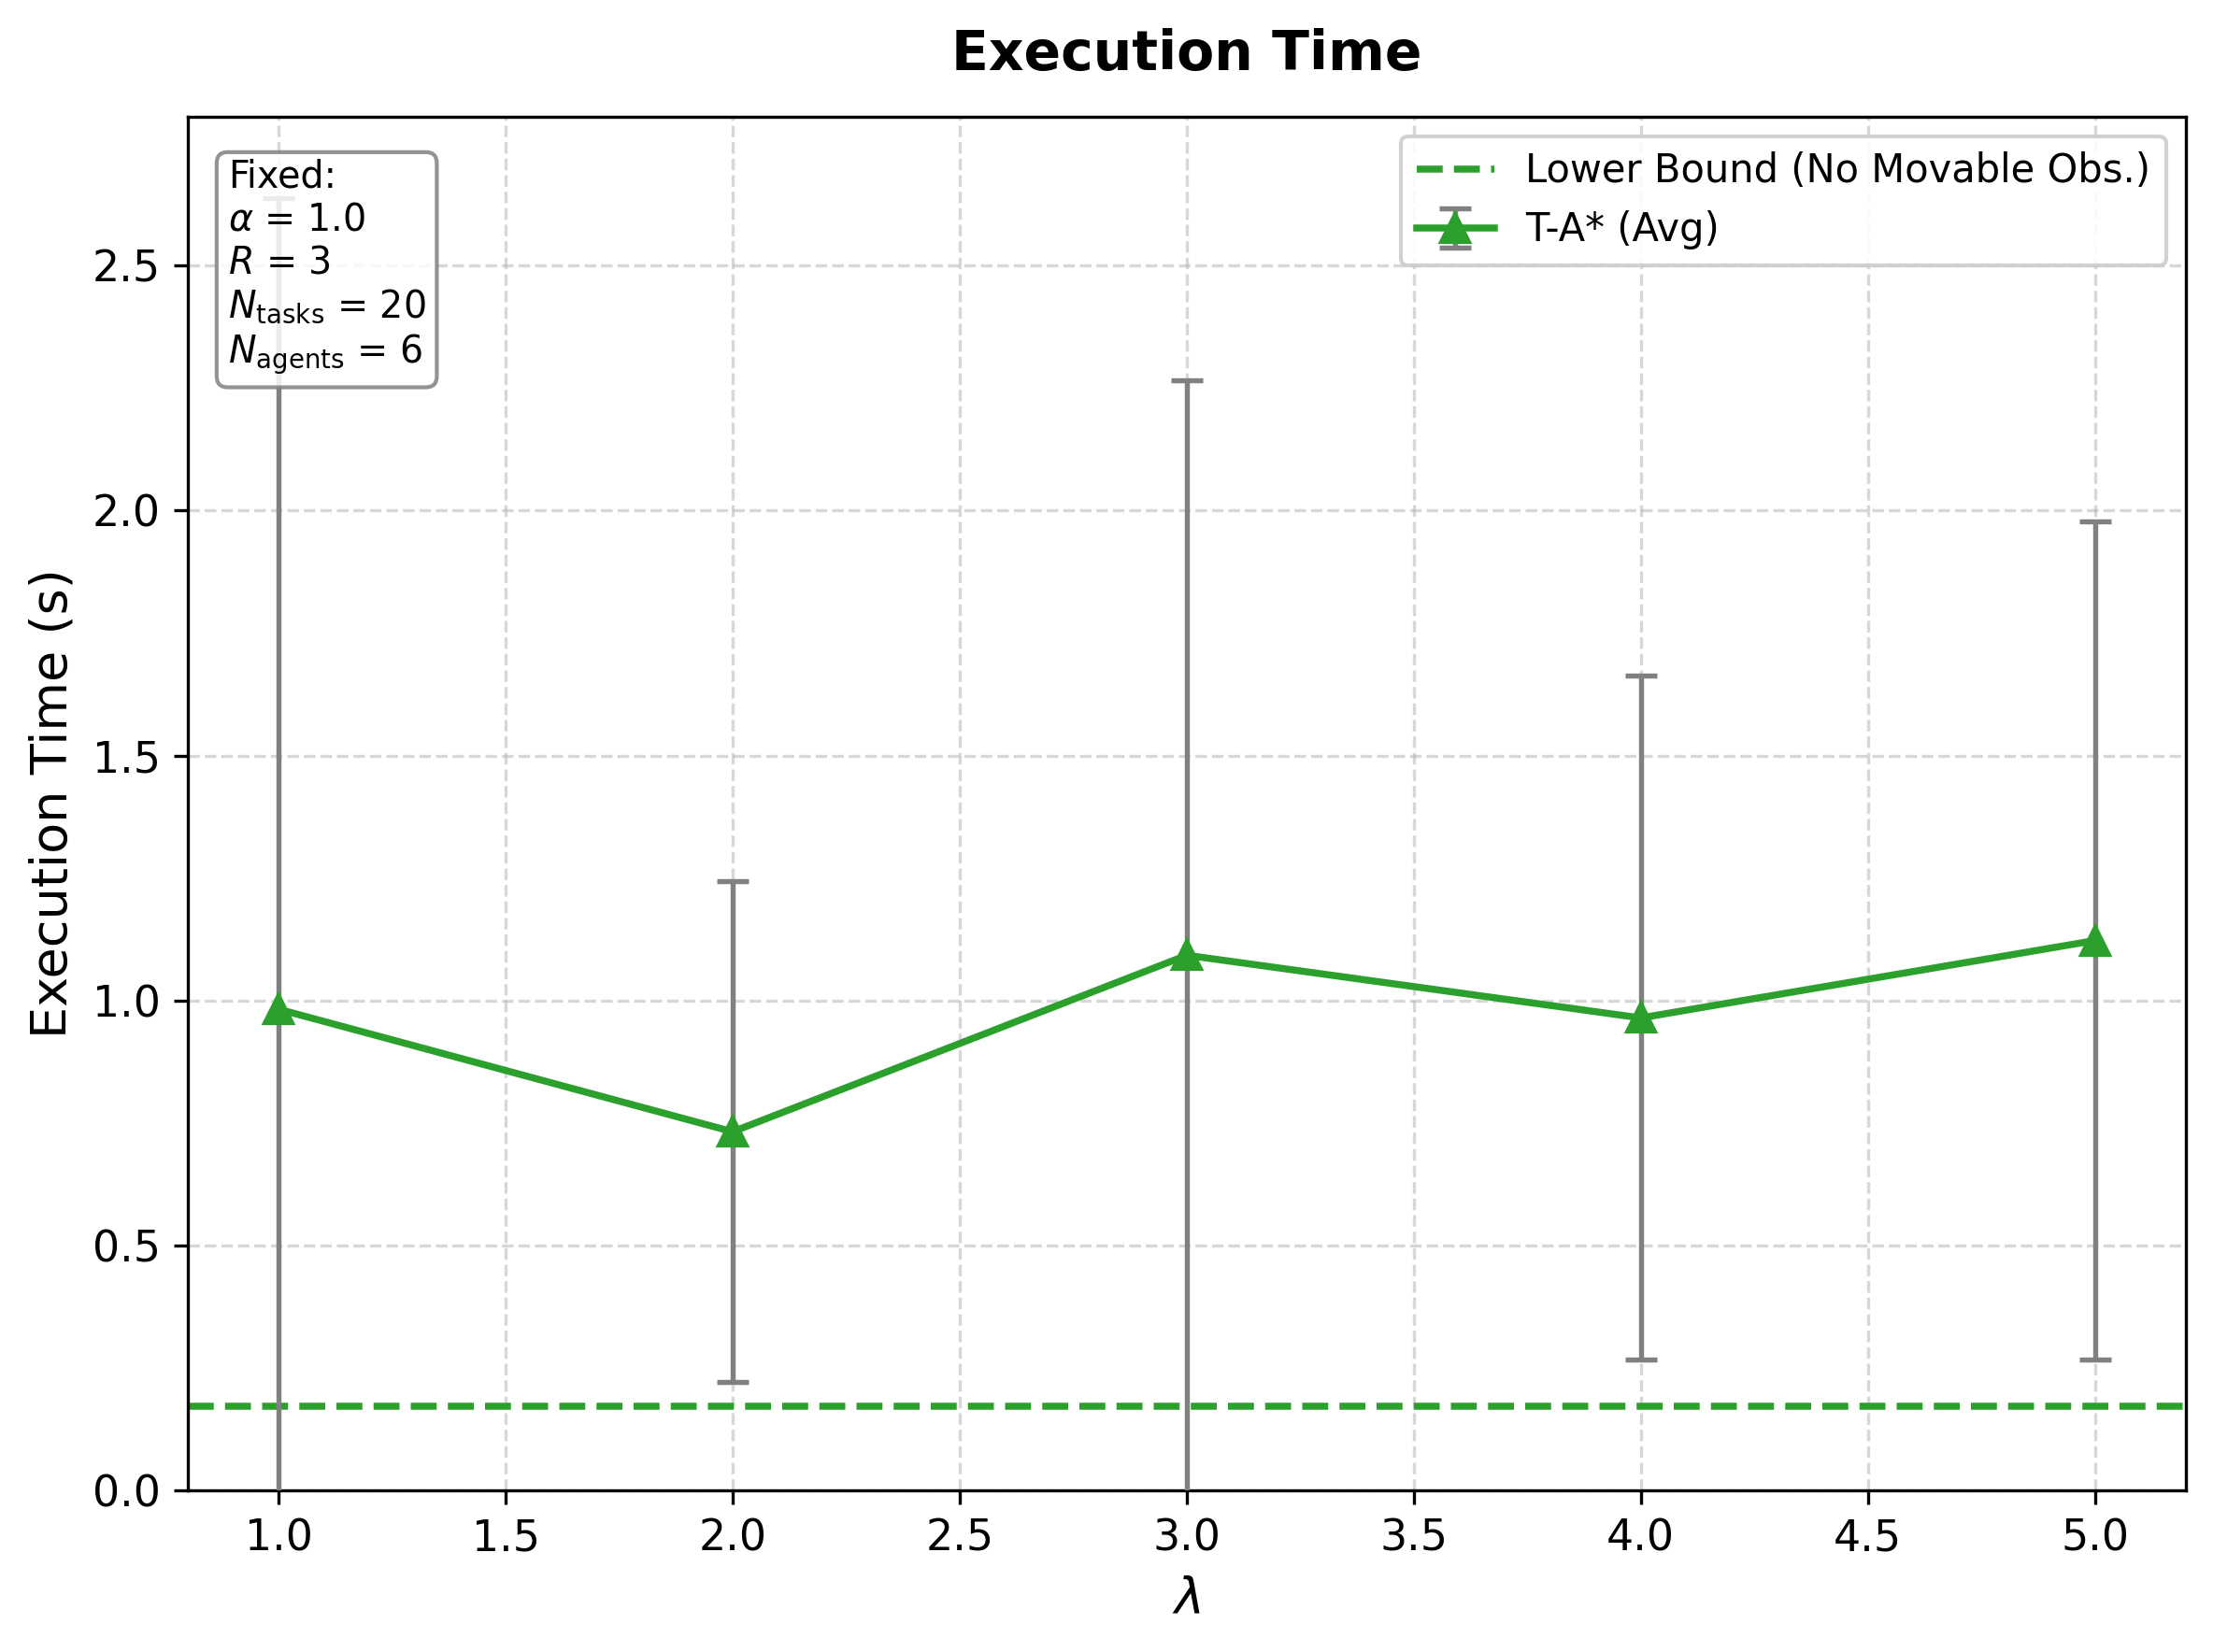 Execution Time
Fixed:
α = 1.0
R = 3
N_tasks = 20
N_agents = 6
Lower Bound (No Movable Obs.)
T-A* (Avg)
Execution Time (s)
2.5
2.0
1.5
1.0
0.5
0.0
1.0 1.5 2.0 2.5 3.0 3.5 4.0 4.5 5.0
λ